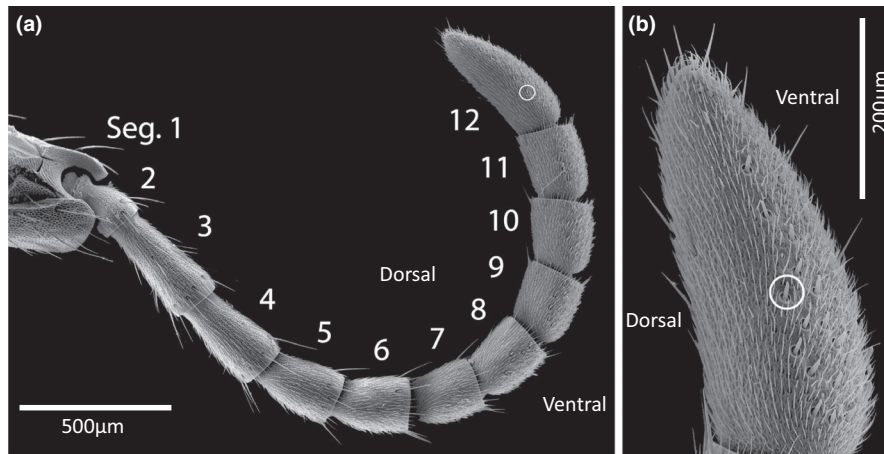 (a)
Seg. 1
2
3
4
5
6
7
8
9
10
11
12
Dorsal
Ventral
500μm
(b)
Ventral
Dorsal
200μm